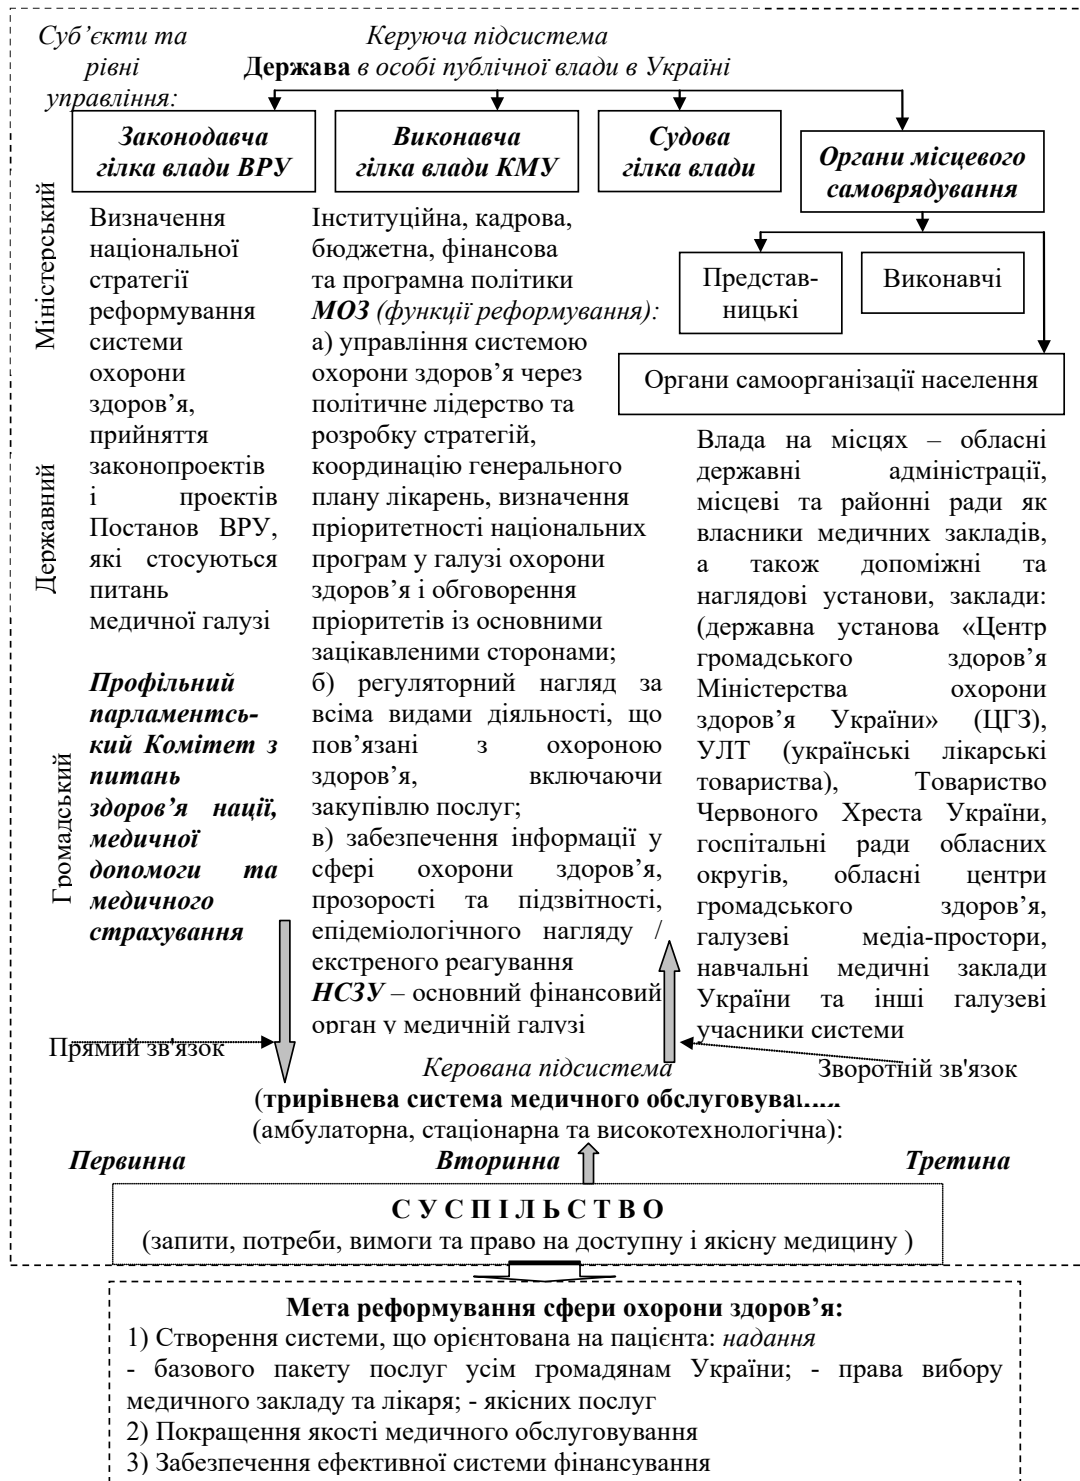 Суб’єкти та
рівні
управління:
Керуюча підсистема
Держава в особі публічної влади в Україні
Законодавча
гілка влади ВРУ
Виконавча
гілка влади КМУ
Судова
гілка влади
Органи місцевого
самоврядування
Представ-
ницькі
Виконавчі
Органи самоорганізації населення
Міністерський
Державний
Громадський
Визначення
національної
стратегії
реформування
системи
охорони
здоров’я,
прийняття
законопроектів
і проектів
Постанов ВРУ,
які стосуються
питань
медичної галузі
Профільний
парламентсь-
кий Комітет з
питань
здоров’я нації,
медичної
допомоги та
медичного
страхування
Інституційна, кадрова,
бюджетна, фінансова
та програмна політики
МОЗ (функції реформування):
а) управління системою
охорони здоров’я через
політичне лідерство та
розробку стратегій,
координацію генерального
плану лікарень, визначення
пріоритетності національних
програм у галузі охорони
здоров’я і обговорення
пріоритетів із основними
зацікавленими сторонами;
б) регуляторний нагляд за
всіма видами діяльності, що
пов’язані з охороною
здоров’я, включаючи
закупівлю послуг;
в) забезпечення інформації у
сфері охорони здоров’я,
прозорості та підзвітності,
епідеміологічного нагляду /
екстреного реагування
НСЗУ – основний фінансовий
орган у медичній галузі
Влада на місцях – обласні
державні адміністрації,
місцеві та районні ради як
власники медичних закладів,
а також допоміжні та
наглядові установи, заклади:
(державна установа «Центр
громадського здоров’я
Міністерства охорони
здоров’я України» (ЦГЗ),
УЛТ (українські лікарські
товариства), Товариство
Червоного Хреста України,
госпітальні ради обласних
округів, обласні центри
громадського здоров’я,
галузеві медіа-простори,
навчальні медичні заклади
України та інші галузеві
учасники системи
Прямий зв'язок
Зворотній зв'язок
Керована підсистема
(трирівнева система медичного
(амбулаторна, стаціонарна та високотехнологічна):
Первинна Вторинна Третина
С У С П І Л Ь С Т В О
(запити, потреби, вимоги та право на доступну і якісну медицину )
Мета реформування сфери охорони здоров’я:
1) Створення системи, що орієнтована на пацієнта: надання
- базового пакету послуг усім громадянам України; - права вибору
медичного закладу та лікаря; - якісних послуг
2) Покращення якості медичного обслуговування
3) Забезпечення ефективної системи фінансування